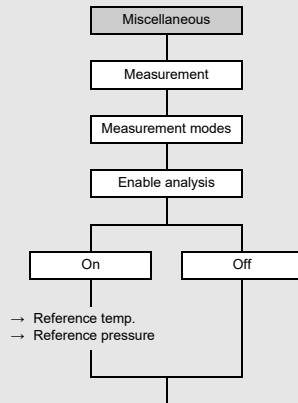 Miscellaneous
Measurement
Measurement modes
Enable analysis
On
Off
→ Reference temp.
→ Reference pressure